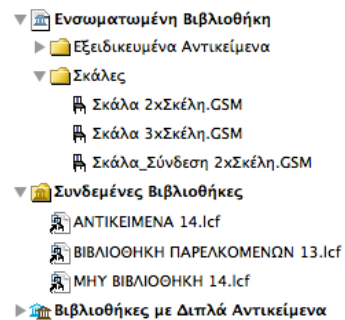 Ενσωματωμένη Βιβλιοθήκη
Εξειδικευμένα Αντικείμενα
Σκάλες
Σκάλα 2xΣκέλη.GSM
Σκάλα 3xΣκέλη.GSM
Σκάλα_Σύνδεση 2xΣκέλη.GSM
Συνδεμένες Βιβλιοθήκες
ΑΝΤΙΚΕΙΜΕΝΑ 14.lcf
ΒΙΒΛΙΟΘΗΚΗ ΠΑΡΕΛΚΟΜΕΝΩΝ 13.lcf
ΜΗΥ ΒΙΒΛΙΟΘΗΚΗ 14.lcf
Βιβλιοθήκες με Διπλά Αντικείμενα